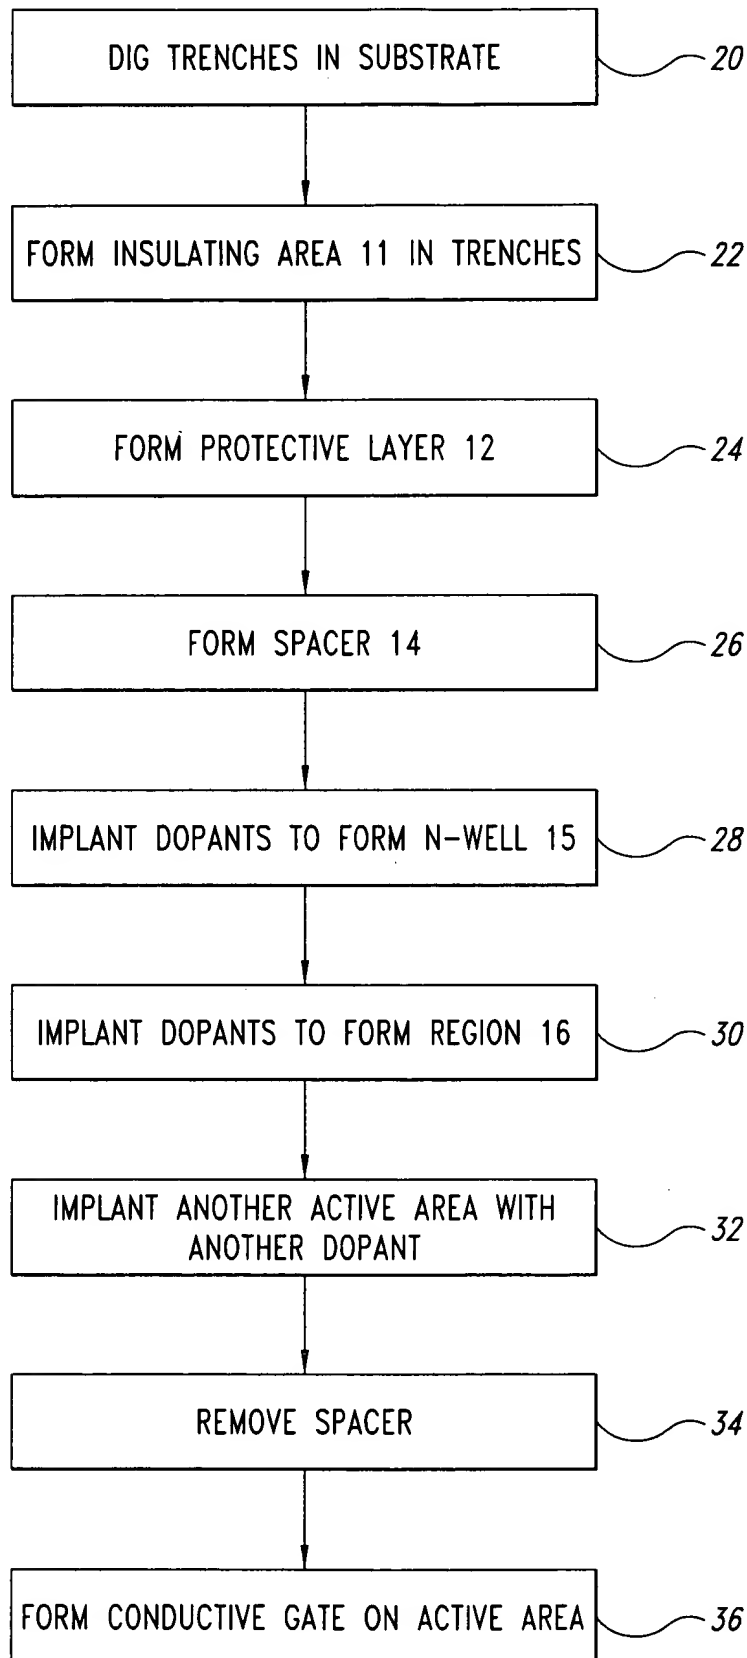 DIG TRENCHES IN SUBSTRATE 20
FORM INSULATING AREA 11 IN TRENCHES 22
FORM PROTECTIVE LAYER 12 24
FORM SPACER 14 26
IMPLANT DOPANTS TO FORM N-WELL 15 28
IMPLANT DOPANTS TO FORM REGION 16 30
IMPLANT ANOTHER ACTIVE AREA WITH
ANOTHER DOPANT 32
REMOVE SPACER 34
FORM CONDUCTIVE GATE ON ACTIVE AREA 36